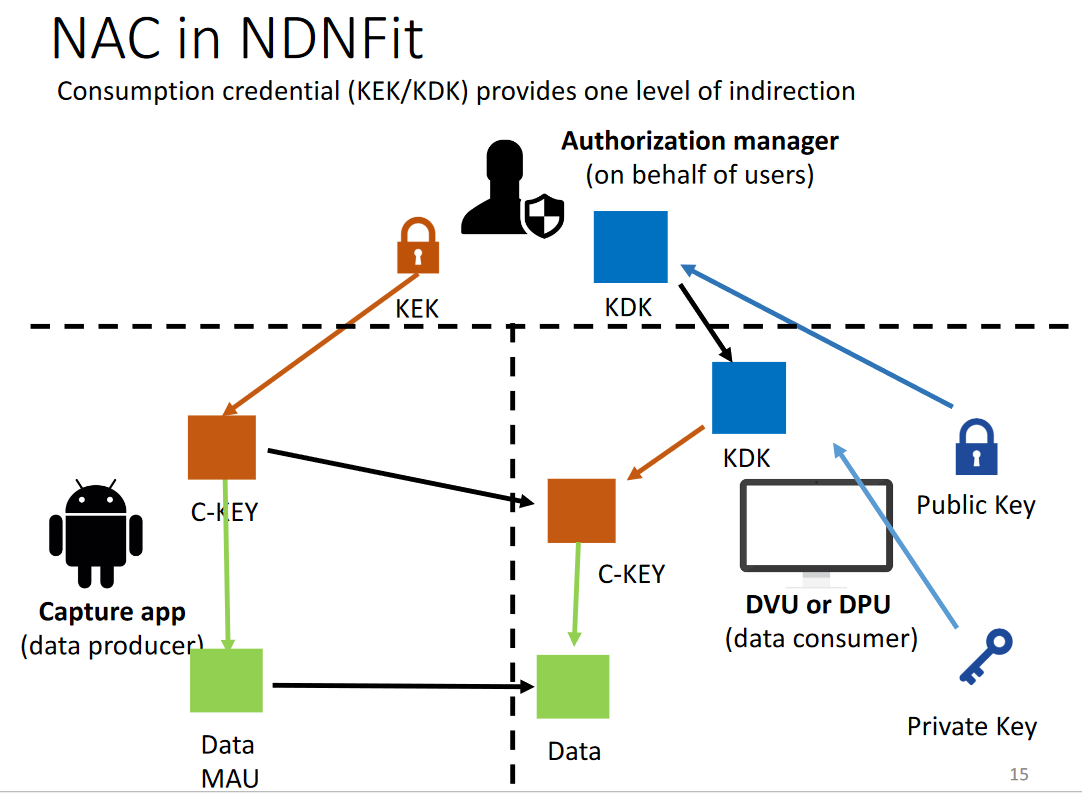 NAC in NDNFit
Consumption credential (KEK/KDK) provides one level of indirection
Authorization manager
(on behalf of users)
KEK
KDK
KDK
C-KEY
Public Key
C-KEY
Capture app
(data producer)
DVU or DPU
(data consumer)
Private Key
Data
MAU
Data
15